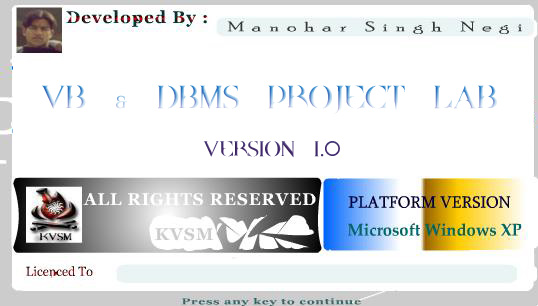 Developed By :
Manohar Singh Negi
VB & DBMS PROJECT LAB
VERSION 1.0
ALL RIGHTS RESERVED
KVSM
KVSM
PLATFORM VERSION
Microsoft Windows XP
Licenced To
Press any key to continue